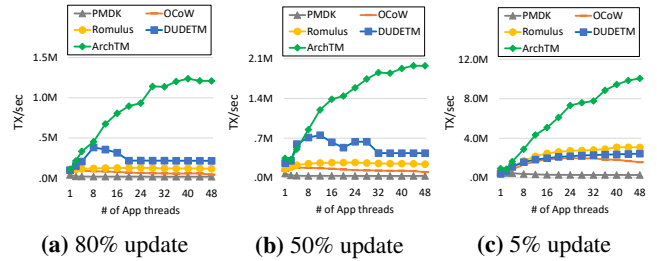 PMDK OCoW
Romulus DUDETM
ArchTM
1.5M
1.0M
.5M
.0M
TX/sec
1 8 16 24 32 40 48
# of App threads
(a) 80% update
PMDK OCoW
Romulus DUDETM
ArchTM
2.1M
1.4M
.7M
.0M
TX/sec
1 8 16 24 32 40 48
# of App threads
(b) 50% update
PMDK OCoW
Romulus DUDETM
ArchTM
12.0M
8.0M
4.0M
.0M
TX/sec
1 8 16 24 32 40 48
# of App threads
(c) 5% update